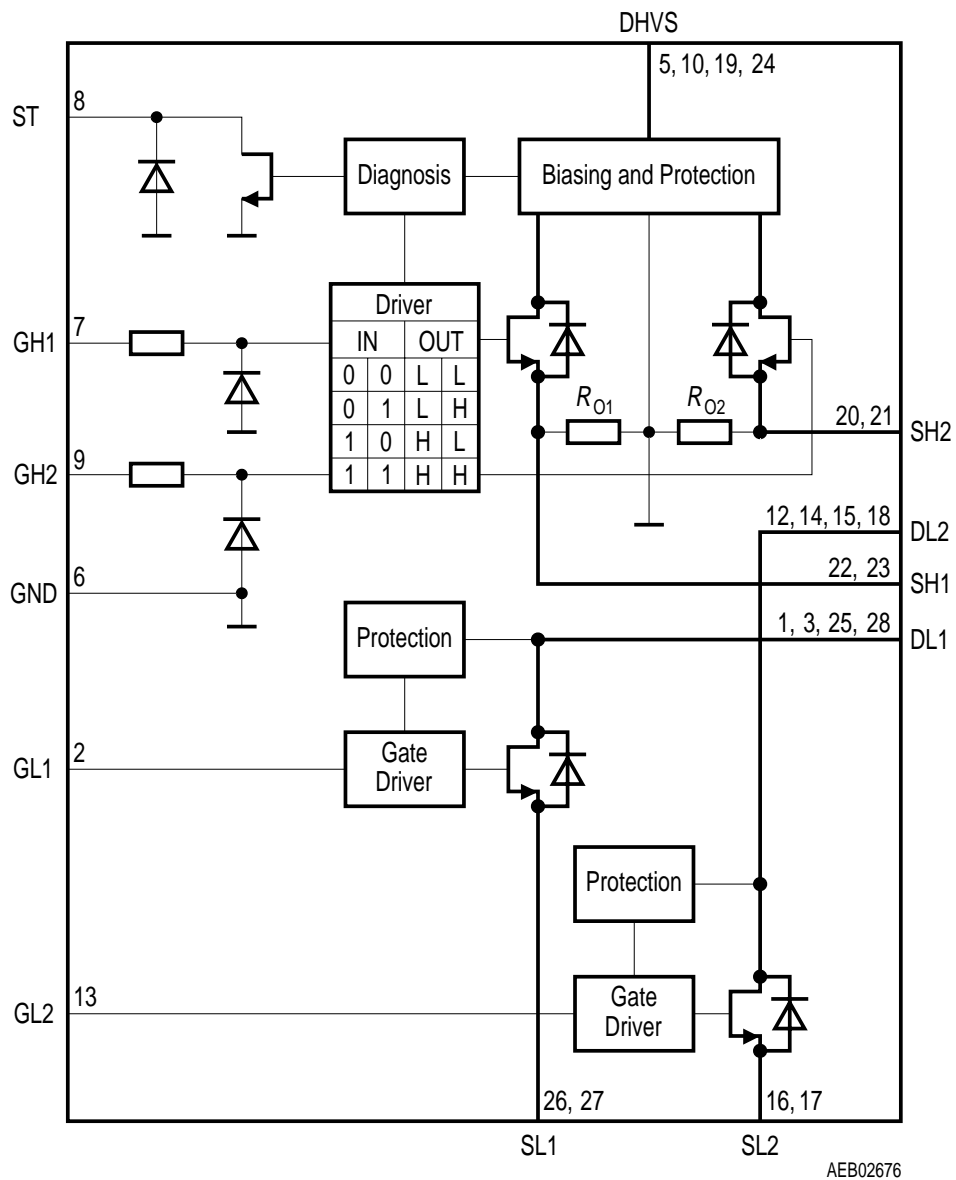 DHVS
5, 10, 19, 24
8
ST
Diagnosis
Biasing and Protection
Driver
IN OUT
0 0 L L
0 1 L H
1 0 H L
1 1 H H
7
GH1
9
GH2
6
GND
RO1
RO2
20, 21
SH2
12, 14, 15, 18
DL2
22, 23
SH1
1, 3, 25, 28
DL1
Protection
2
GL1
Gate
Driver
Protection
13
GL2
Gate
Driver
26, 27
16, 17
SL1
SL2
AEB02676